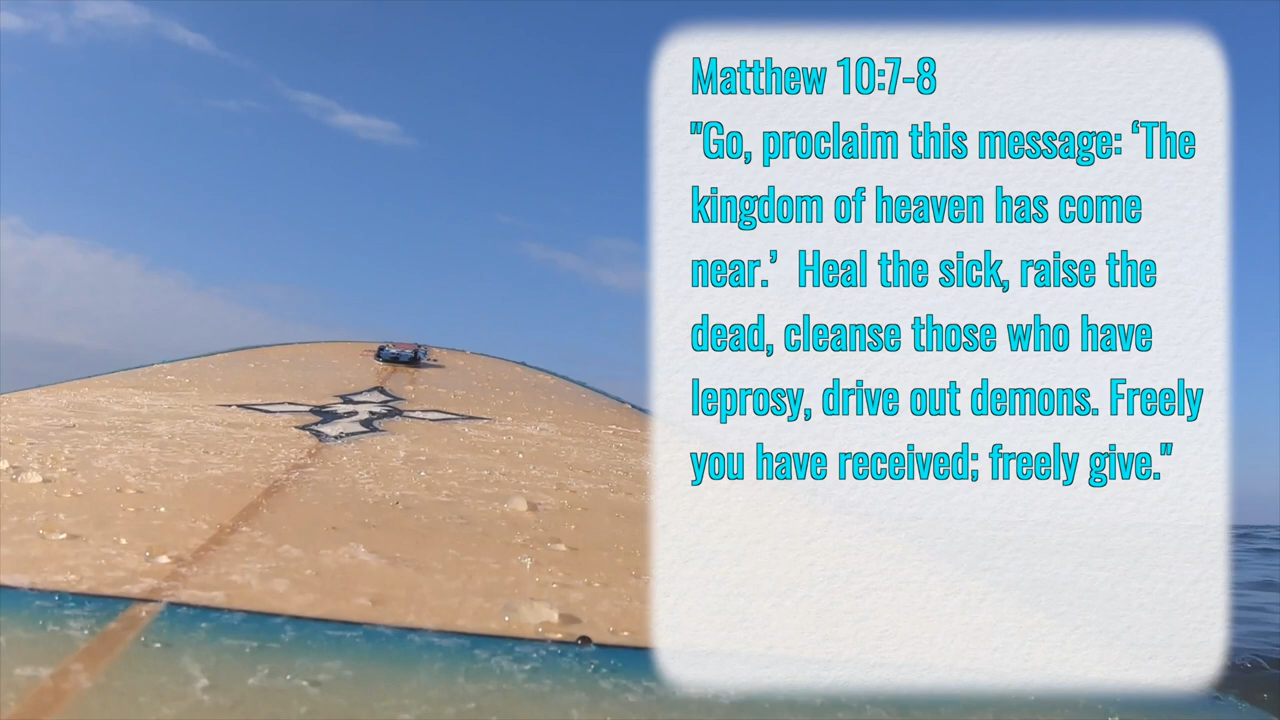 Matthew 10:7-8
"Go, proclaim this message: ‘The
kingdom of heaven has come
near.’  Heal the sick, raise the
dead, cleanse those who have
leprosy, drive out demons. Freely
you have received; freely give."